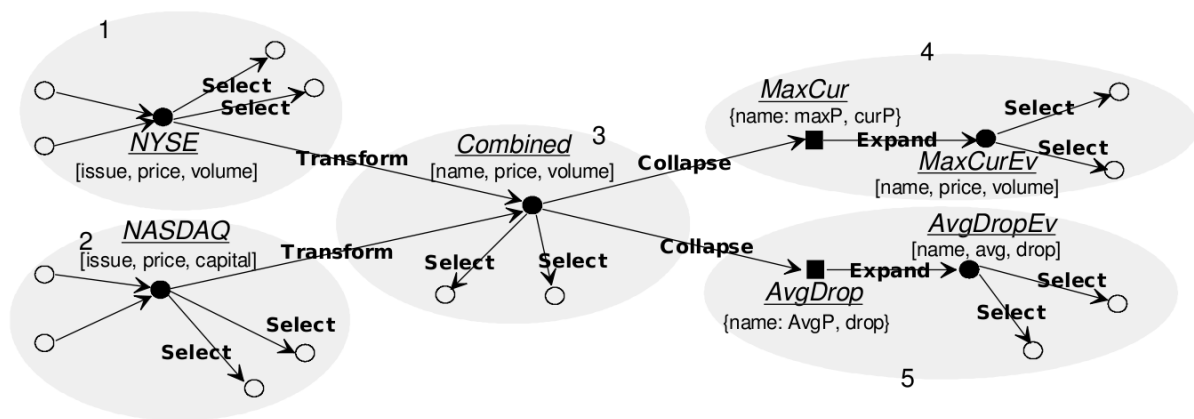 1
Select
Select
NYSE
[issue, price, volume]
Transform
2
NASDAQ
[issue, price, capital]
Transform
Select
Select
3
Combined
[name, price, volume]
Select
Select
Collapse
Collapse
4
MaxCur
{name: maxP, curP}
Expand
Select
Select
MaxCurEv
[name, price, volume]
AvgDropEv
[name, avg, drop]
Expand
Select
Select
AvgDrop
{name: AvgP, drop}
5